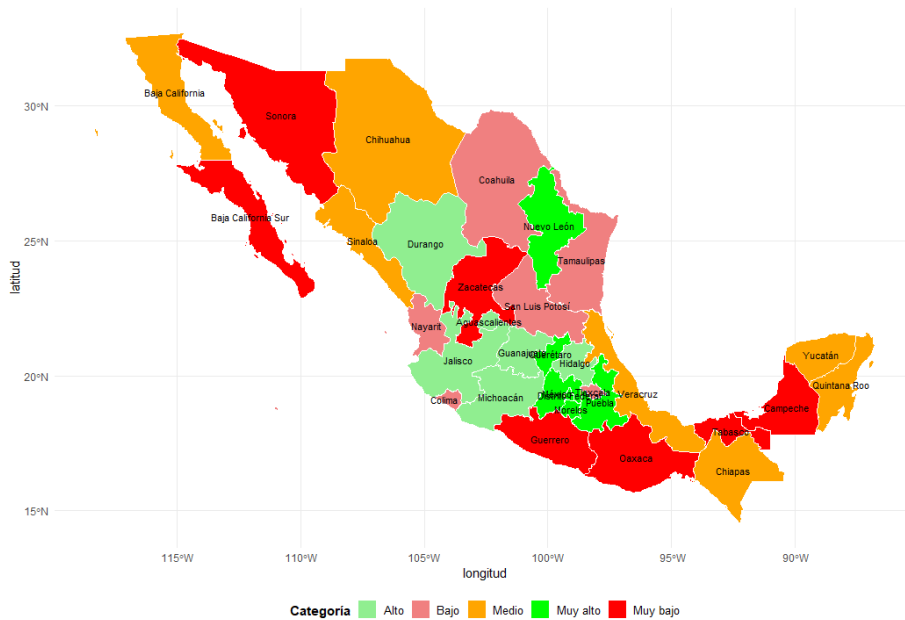 30°N
25°N
20°N
15°N
latitud
Baja California
Sonora
Chihuahua
Coahuila
Baja California Sur
Sinaloa
Durango
Nuevo León
Tamaulipas
Zacatecas
San Luis Potosí
Nayarit
Aguascalientes
Jalisco
Guanajuato
Querétaro
Hidalgo
Yucatán
Quintana Roo
Colima
Michoacán
México
Distrito Federal
Tlaxcala
Puebla
Veracruz
Morelos
Campeche
Tabasco
Guerrero
Oaxaca
Chiapas
115°W
110°W
105°W
100°W
95°W
90°W
longitud
Categoria Alto Bajo Medio Muy alto Muy bajo